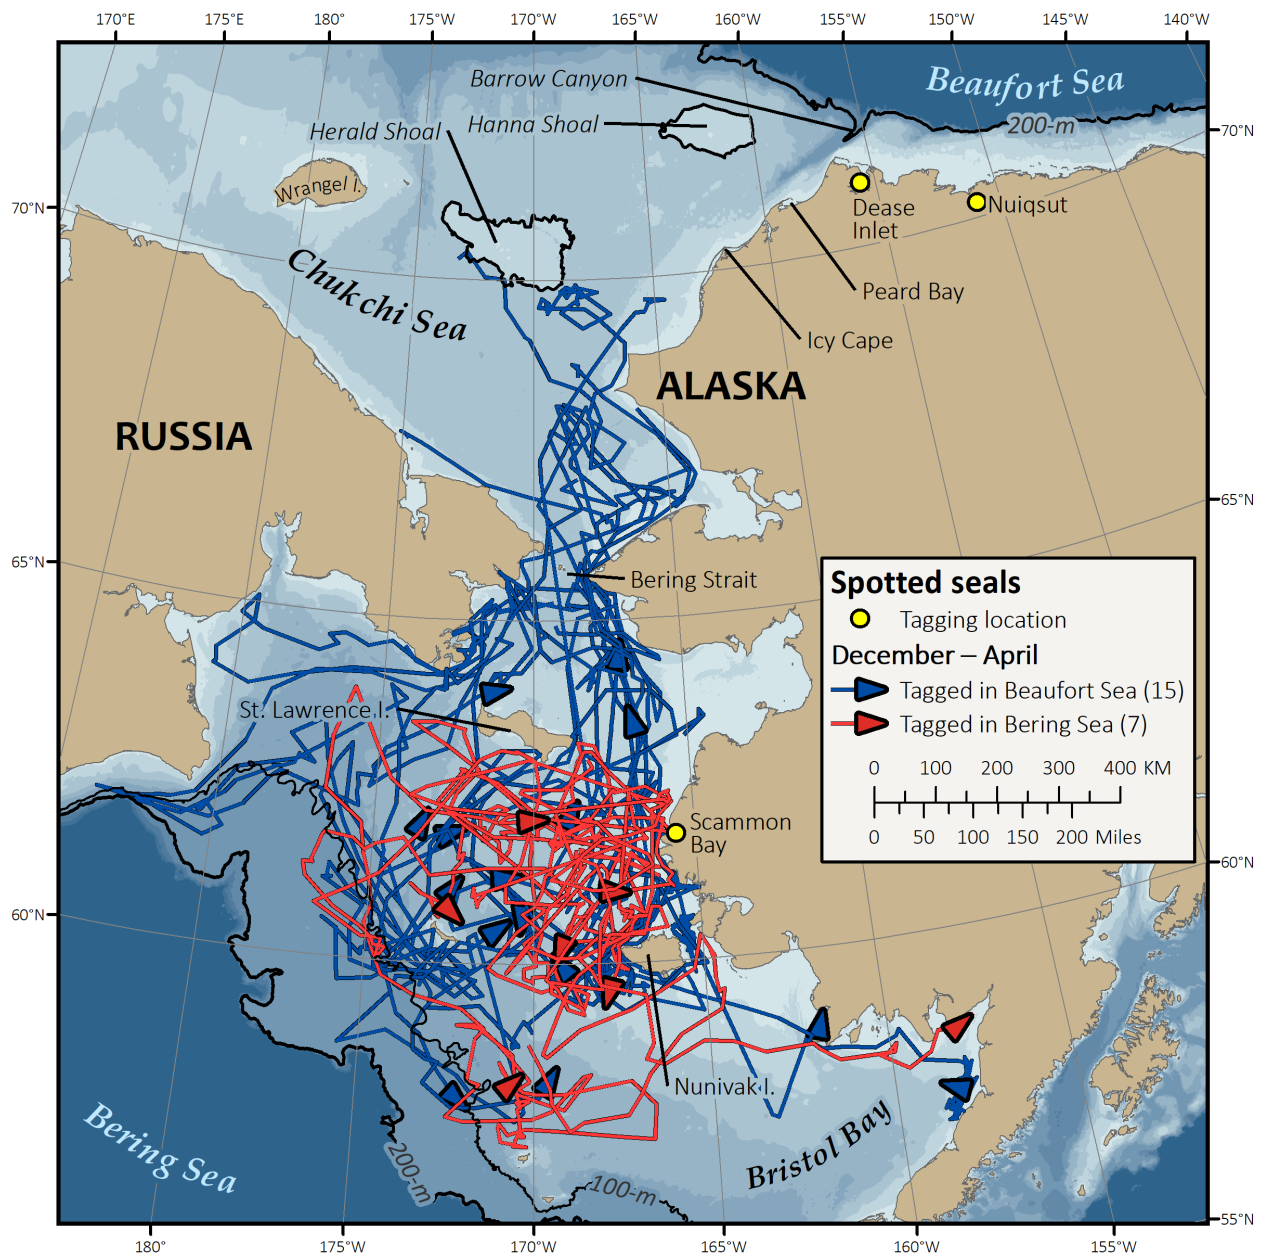 170°E 175°E 180° 175°W 170°W 165°W 160°W 155°W 150°W 145°W 140°W
Barrow Canyon
Beaufort Sea
Herald Shoal
Hanna Shoal
200-m
70°N
Wrangel I.
Dease
Inlet
Nuiqsut
70°N
Chukchi Sea
Peard Bay
Icy Cape
ALASKA
RUSSIA
65°N
65°N
Bering Strait
Spotted seals
Tagging location
December – April
Tagged in Beaufort Sea (15)
Tagged in Bering Sea (7)
0 100 200 300 400 KM
0 50 100 150 200 Miles
St. Lawrence I.
Scammon
Bay
60°N
60°N
Nunivak I.
Bering Sea
200-m
100-m
Bristol Bay
55°N
180° 175°W 170°W 165°W 160°W 155°W